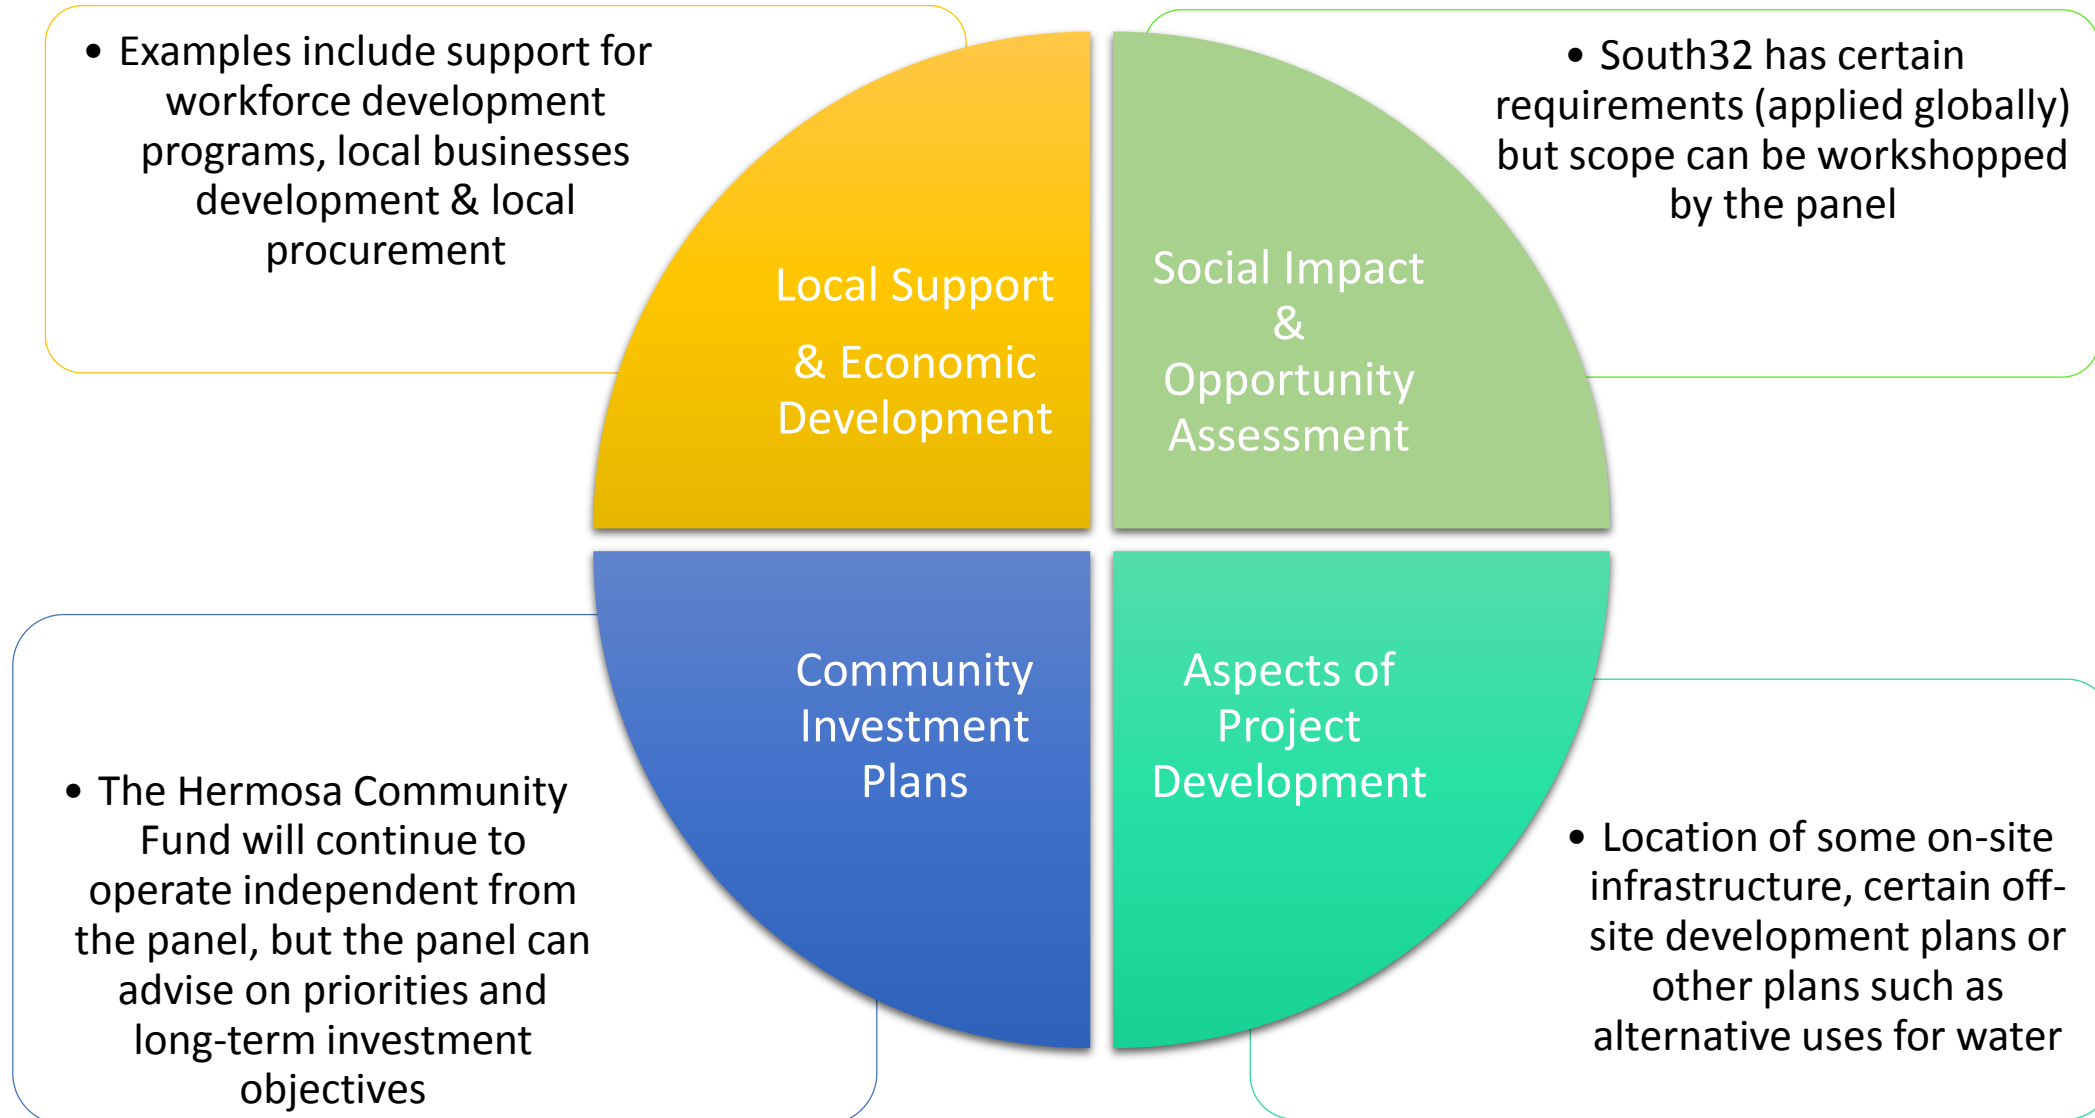 • Examples include support for
workforce development
programs, local businesses
development & local
procurement
• South32 has certain
requirements (applied globally)
but scope can be workshopped
by the panel
Local Support
& Economic
Development
Social Impact
&
Opportunity
Assessment
Community
Investment
Plans
Aspects of
Project
Development
• The Hermosa Community
Fund will continue to
operate independent from
the panel, but the panel can
advise on priorities and
long-term investment
objectives
• Location of some on-site
infrastructure, certain off-
site development plans or
other plans such as
alternative uses for water